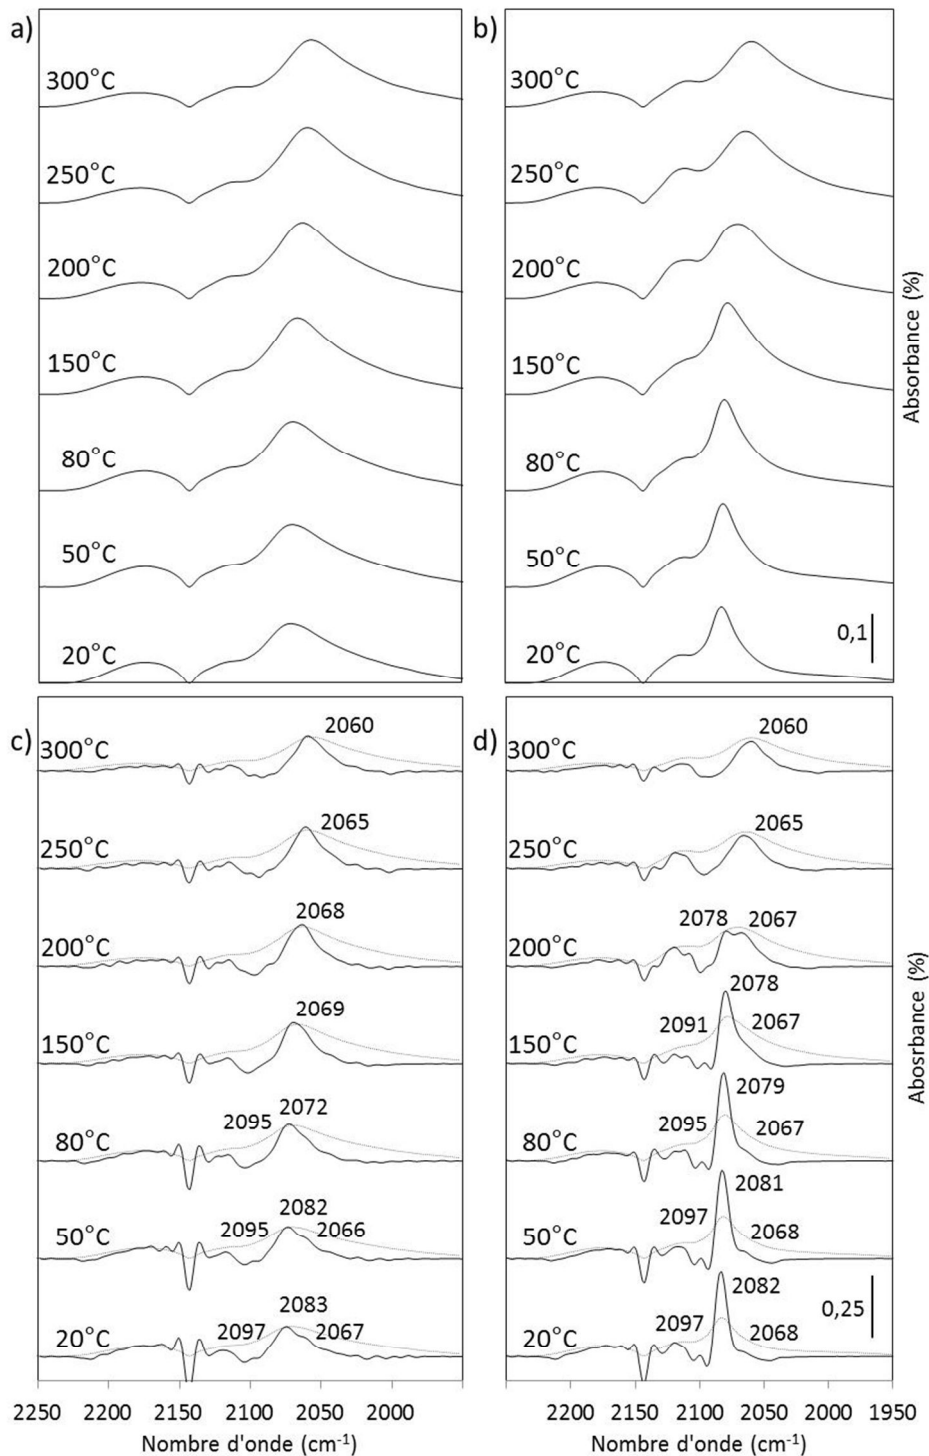 a)
300°C
250°C
200°C
150°C
80°C
50°C
20°C
b)
300°C
250°C
200°C
150°C
80°C
50°C
20°C
0,1
Absorbance (%)
c)
300°C
2060
250°C
2065
200°C
2068
150°C
2069
80°C
2095
2072
50°C
2082
2095
2066
20°C
2083
2097
2067
2250
2200
2150
2100
2050
2000
Nombre d'onde (cm-1)
d)
300°C
2060
250°C
2065
200°C
2078
2067
150°C
2078
2091
2067
80°C
2079
2095
2067
50°C
2081
2097
2068
20°C
2082
2097
2068
0,25
2200
2150
2100
2050
2000
1950
Nombre d'onde (cm-1)
Abosrbance (%)